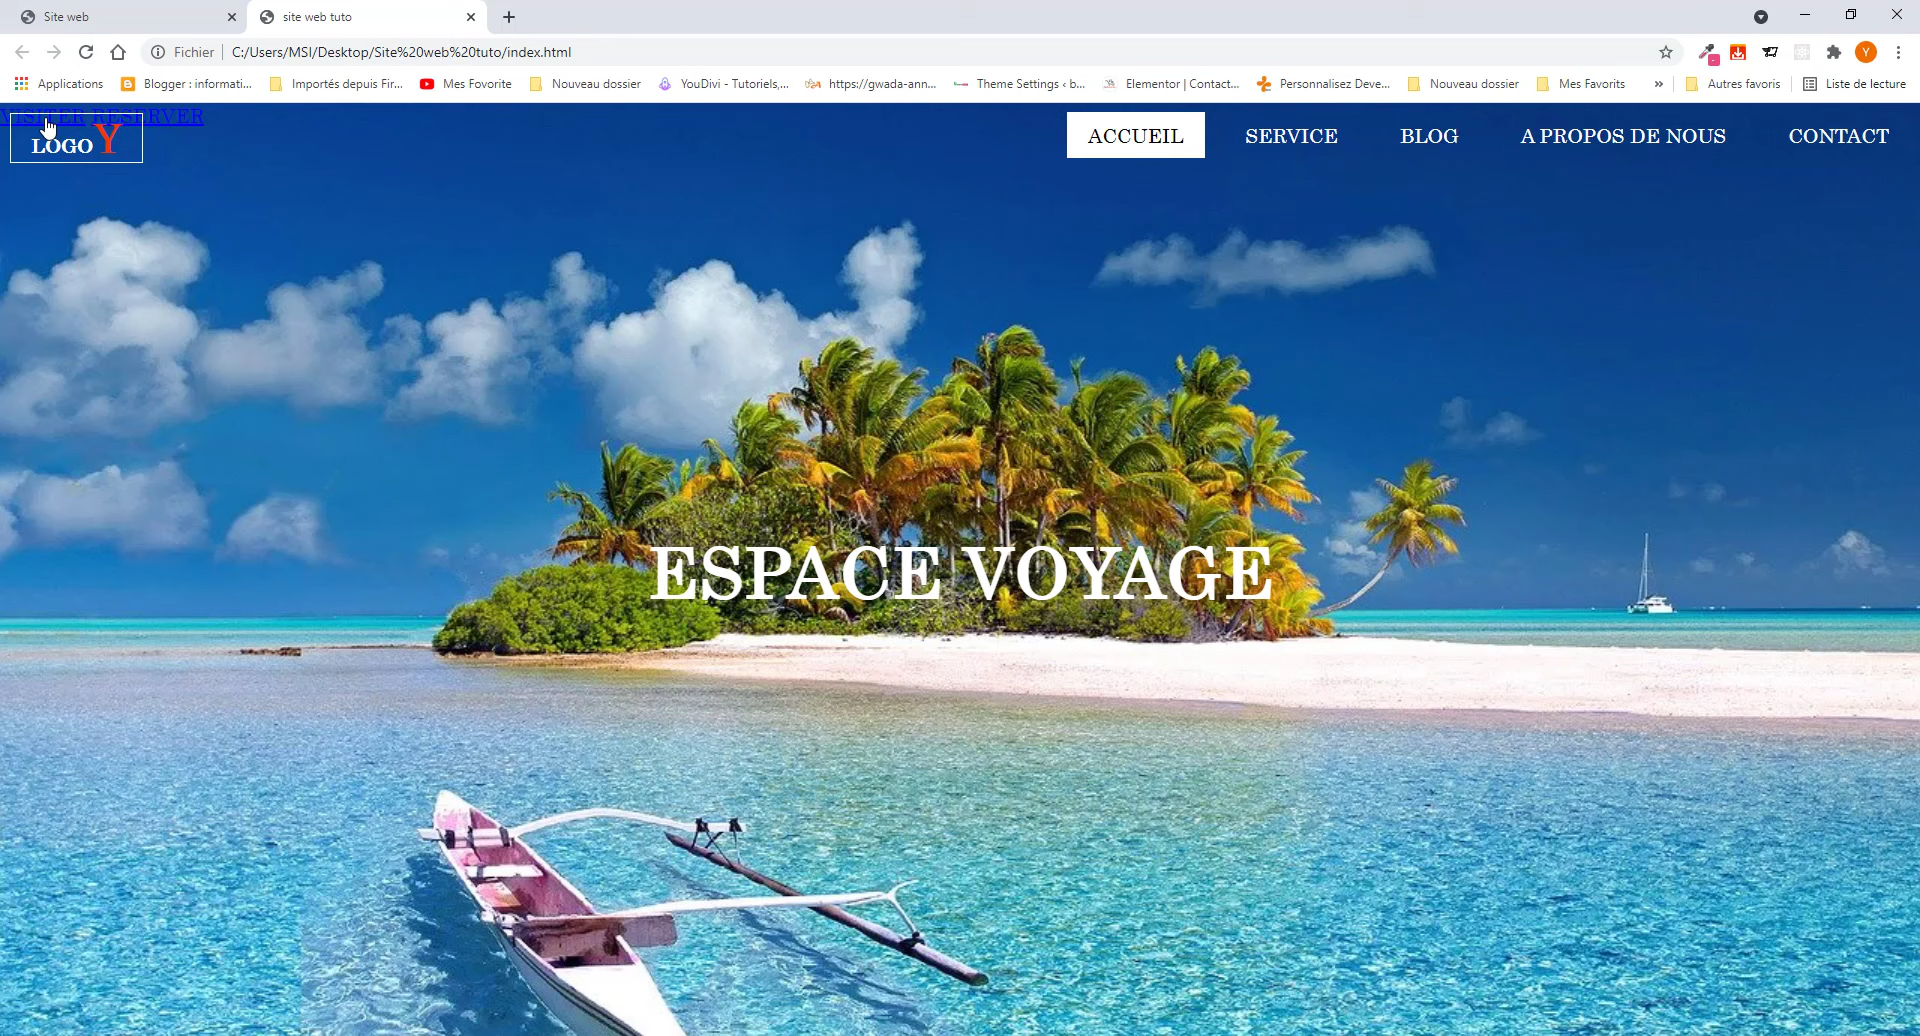 Site web
site web tuto
Fichier
C:/Users/MSI/Desktop/Site%20web%20tuto/index.html
Y
Applications
Blogger : informati...
Importés depuis Fir...
Mes Fovorite
Nouveau dossier
YouDivi - Tutoriels,...
https://gwada-ann...
Theme Settings ‹ b...
Elementor | Contact...
Personnalisez Deve...
Nouveau dossier
Mes Favorits
»
Autres favoris
Liste de lecture
VISITER RESERVER
LOGO Y
ACCUEIL
SERVICE
BLOG
A PROPOS DE NOUS
CONTACT
ESPACE VOYAGE